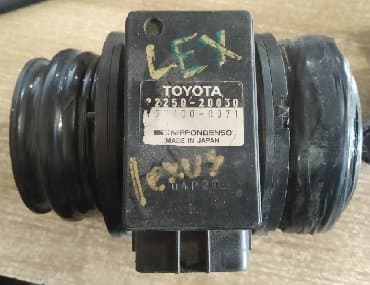 LEX
TOYOTA
22250-20030
NIPPONDENSO
MADE IN JAPAN
lexus